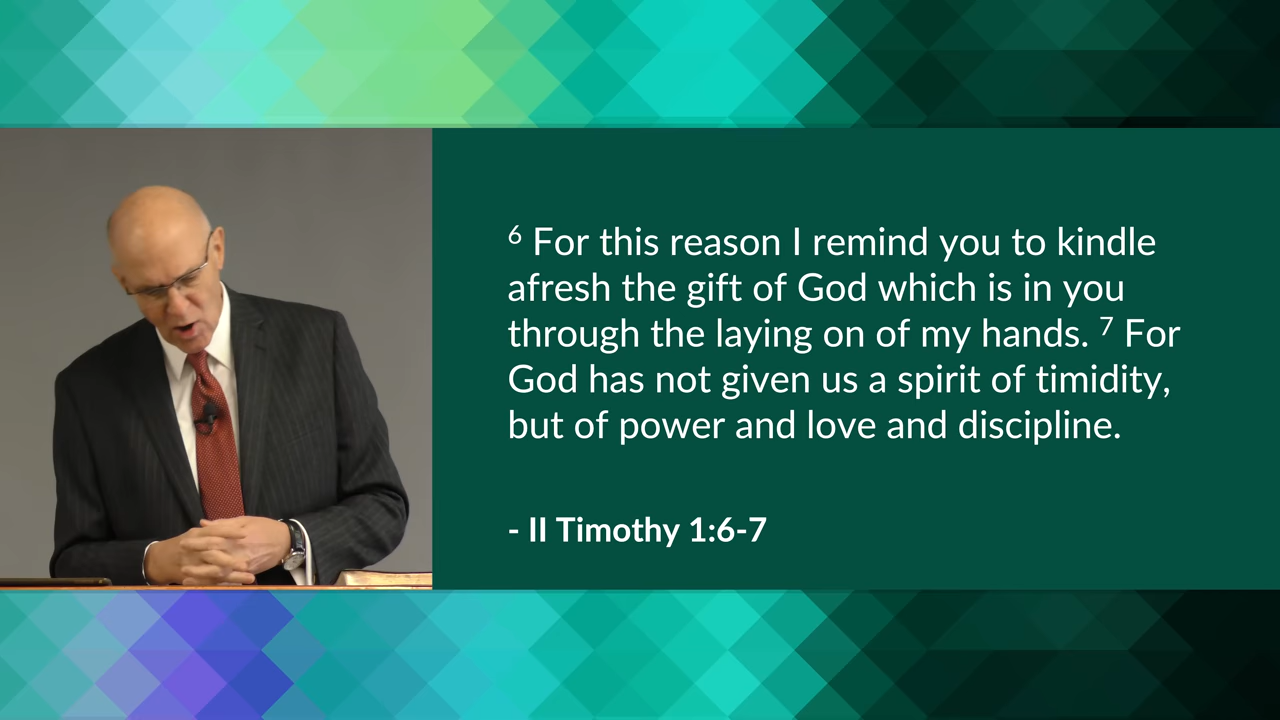 ⁶ For this reason I remind you to kindle
afresh the gift of God which is in you
through the laying on of my hands. ⁷ For
God has not given us a spirit of timidity,
but of power and love and discipline.
- II Timothy 1:6-7